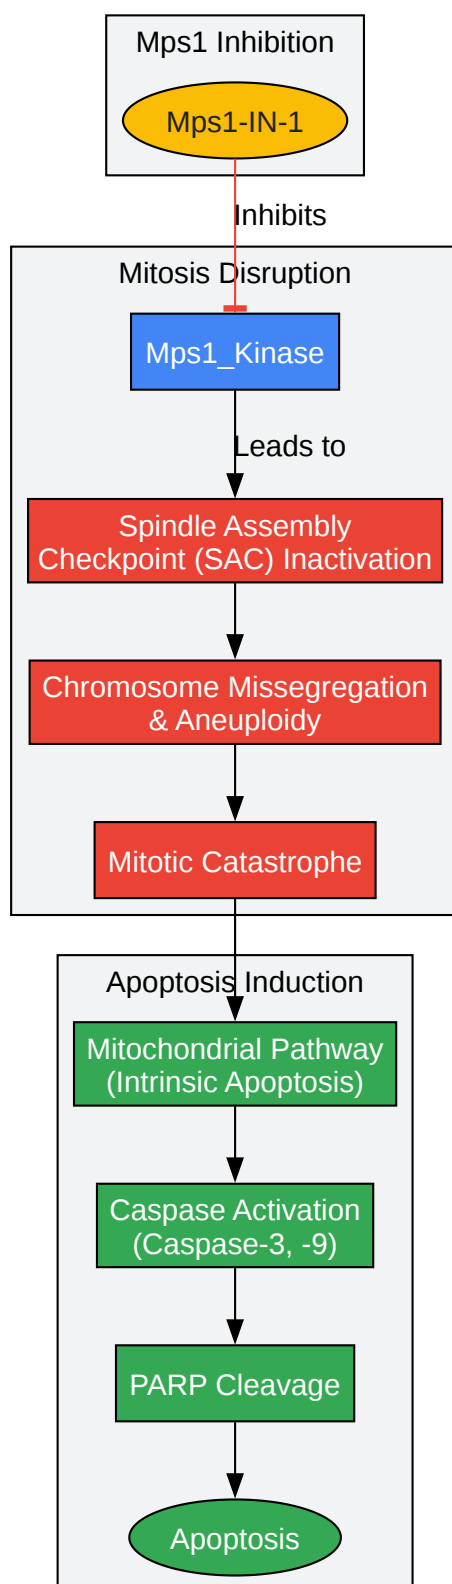 Mps1 Inhibition
Mps1-IN-1
Inhibits
Mitosis Disruption
Mps1_Kinase
Leads to
Spindle Assembly
Checkpoint (SAC) Inactivation
Chromosome Missegregation
& Aneuploidy
Mitotic Catastrophe
Apoptosis Induction
Mitochondrial Pathway
(Intrinsic Apoptosis)
Caspase Activation
(Caspase-3, -9)
PARP Cleavage
Apoptosis